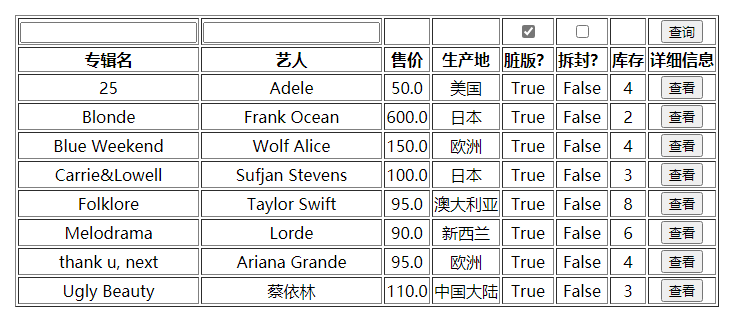 查询
专辑名 艺人 售价 生产地 脏版? 拆封? 库存 详细信息
25 Adele 50.0 美国 True False 4 查看
Blonde Frank Ocean 600.0 日本 True False 2 查看
Blue Weekend Wolf Alice 150.0 欧洲 True False 4 查看
Carrie&Lowell Sufjan Stevens 100.0 日本 True False 3 查看
Folklore Taylor Swift 95.0 澳大利亚 True False 8 查看
Melodrama Lorde 90.0 新西兰 True False 6 查看
thank u, next Ariana Grande 95.0 欧洲 True False 4 查看
Ugly Beauty 蔡依林 110.0 中国大陆 True False 3 查看